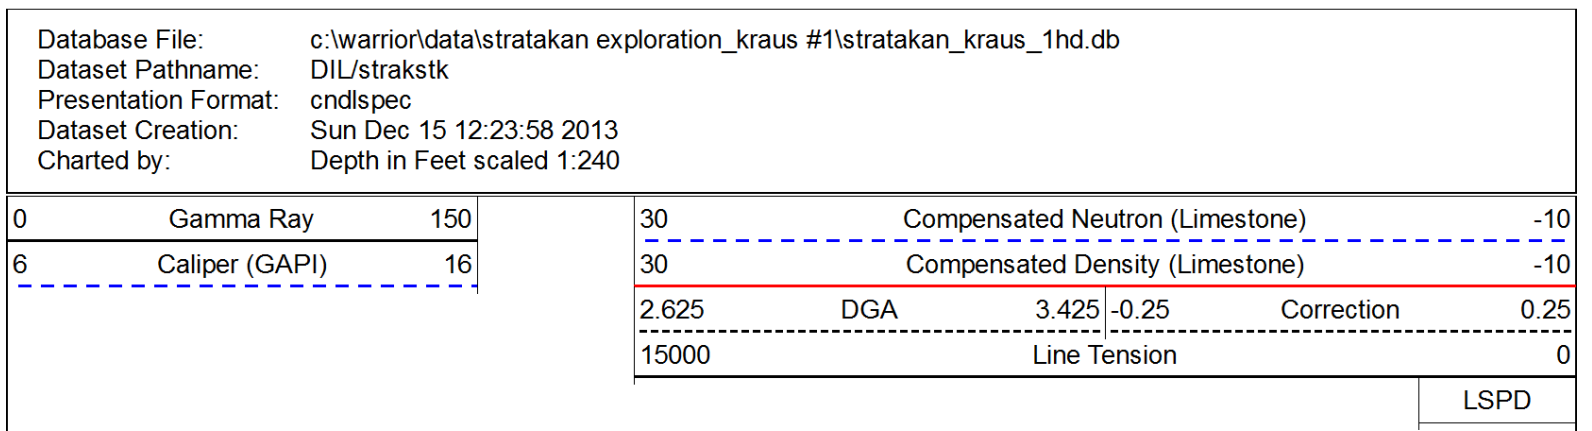 Database File: c:\warrior\data\stratakan exploration_kraus #1\stratakan_kraus_1hd.db
Dataset Pathname: DIL/strakstk
Presentation Format: cndlspec
Dataset Creation: Sun Dec 15 12:23:58 2013
Charted by: Depth in Feet scaled 1:240
0 Gamma Ray 150 30 Compensated Neutron (Limestone) -10
6 Caliper (GAPI) 16 30 Compensated Density (Limestone) -10
2.625 DGA 3.425 -0.25 Correction 0.25
15000 Line Tension 0
LSPD